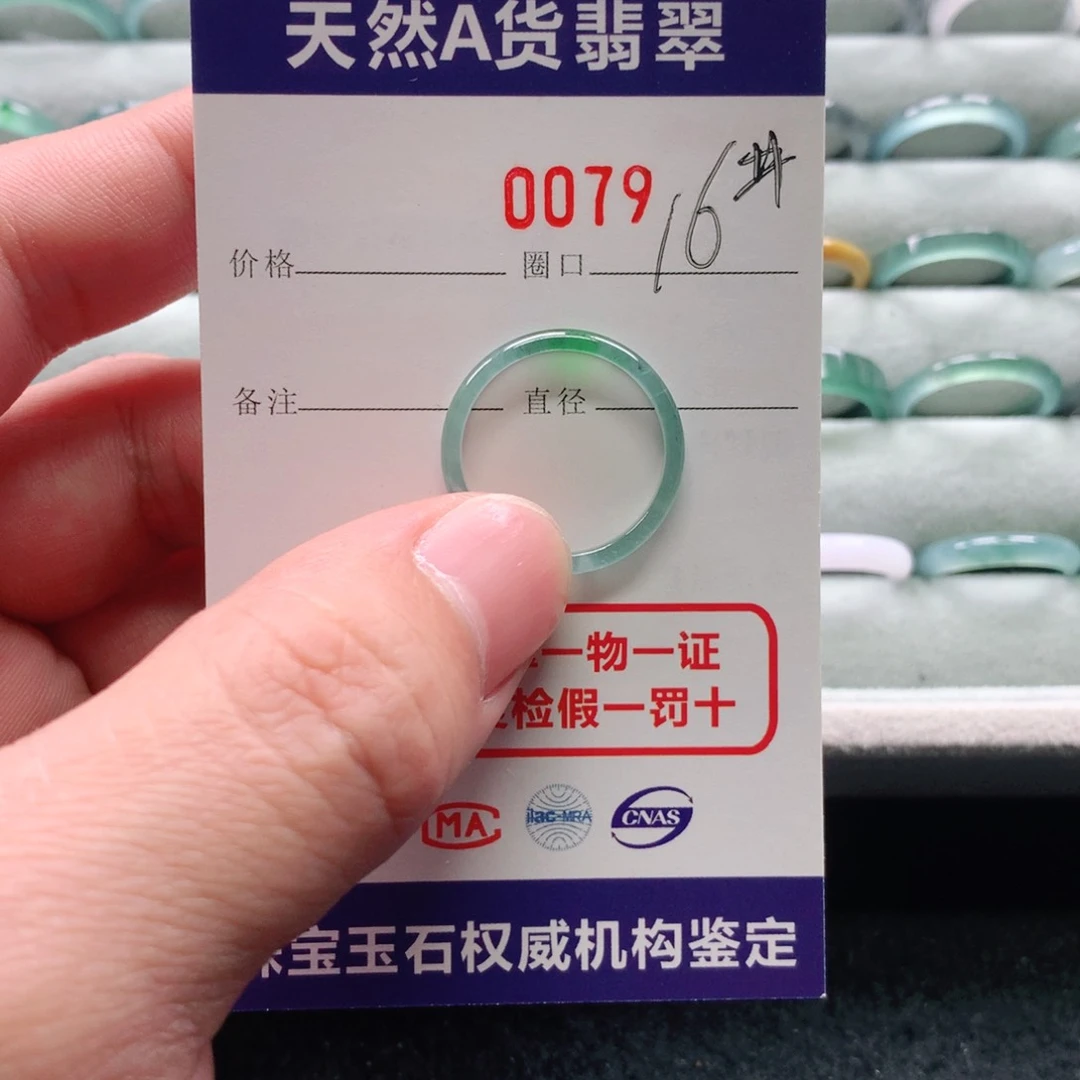 天然A货翡翠
0079
价格 圈口 16#
备注 直径
一物一证
检假一罚十
MA ilac-MRA CNAS
宝玉石权威机构鉴定